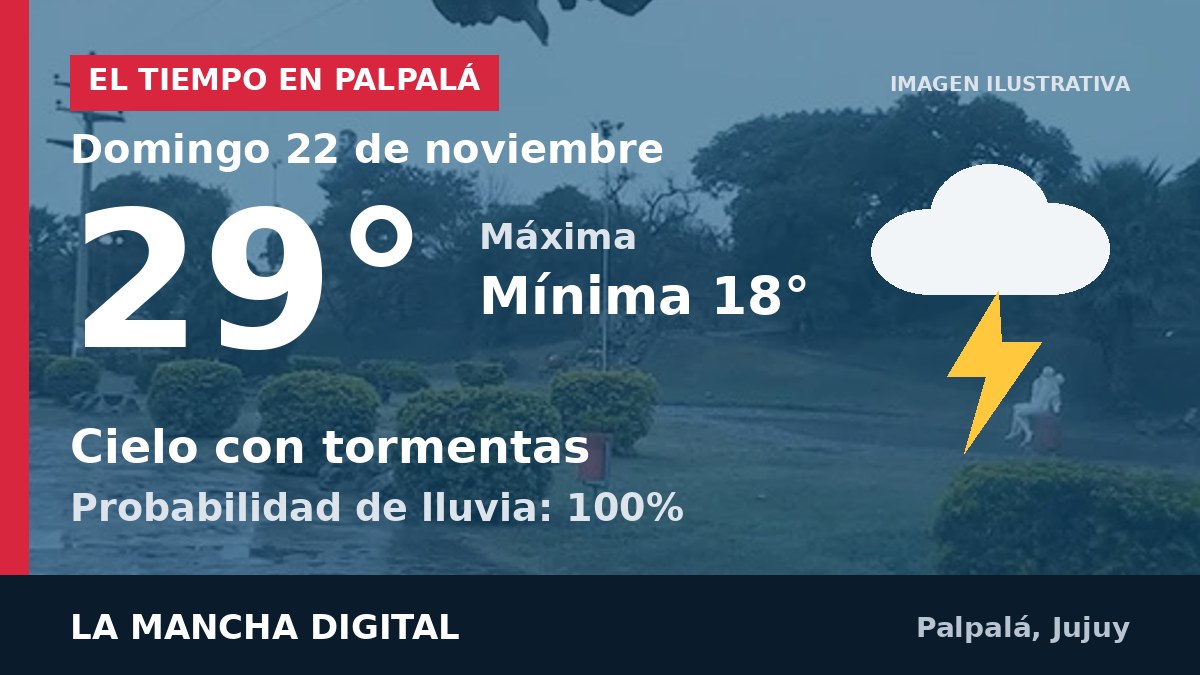 EL TIEMPO EN PALPALÁ
IMAGEN ILUSTRATIVA
Domingo 22 de noviembre
29°
Máxima
Mínima 18°
Cielo con tormentas
Probabilidad de lluvia: 100%
LA MANCHA DIGITAL
Palpalá, Jujuy